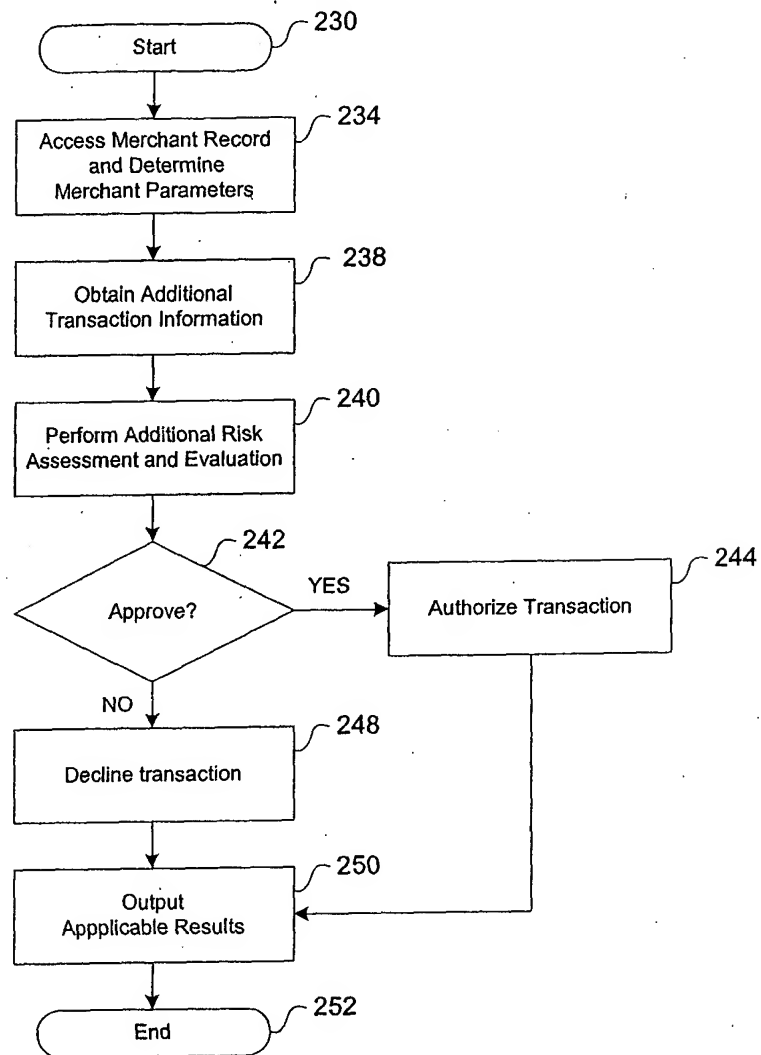 Start
230
Access Merchant Record
and Determine
Merchant Parameters
234
Obtain Additional
Transaction Information
238
Perform Additional Risk
Assessment and Evaluation
240
Approve?
242
YES
Authorize Transaction
244
NO
Decline transaction
248
Output
Appplicable Results
250
End
252